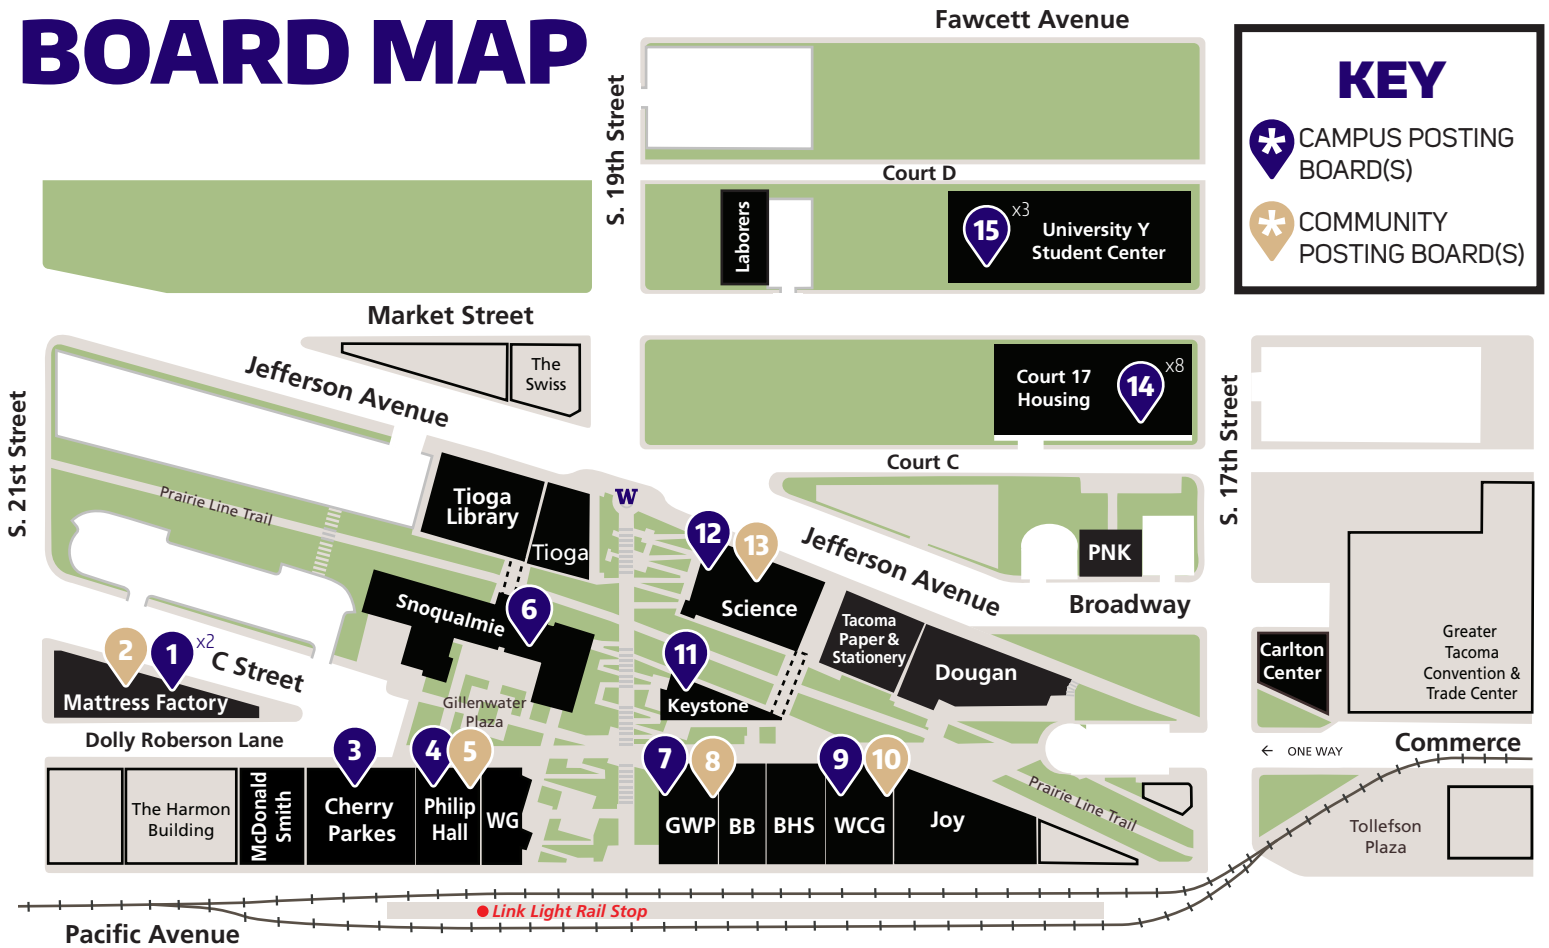 BOARD MAP
Fawcett Avenue
KEY
* CAMPUS POSTING
BOARD(S)
* COMMUNITY
POSTING BOARD(S)
S. 19th Street
Court D
Laborers
15 x3
University Y
Student Center
Market Street
The
Swiss
Jefferson Avenue
Court 17
Housing
14 x8
S. 17th Street
S. 21st Street
Court C
Prairie Line Trail
Tioga
Library
Tioga
W
12
13
Science
Jefferson Avenue
PNK
Broadway
Snoqualmie
6
11
Keystone
Tacoma
Paper &
Stationery
Dougan
Carlton
Center
Greater
Tacoma
Convention &
Trade Center
2
1 x2
C Street
Mattress Factory
Gillenwater
Plaza
Dolly Roberson Lane
← ONE WAY
Commerce
3
4
5
7
8
9
10
The Harmon
Building
McDonald
Smith
Cherry
Parkes
Philip
Hall
WG
GWP
BB
BHS
WCG
Joy
Prairie Line Trail
Tollefson
Plaza
Link Light Rail Stop
Pacific Avenue